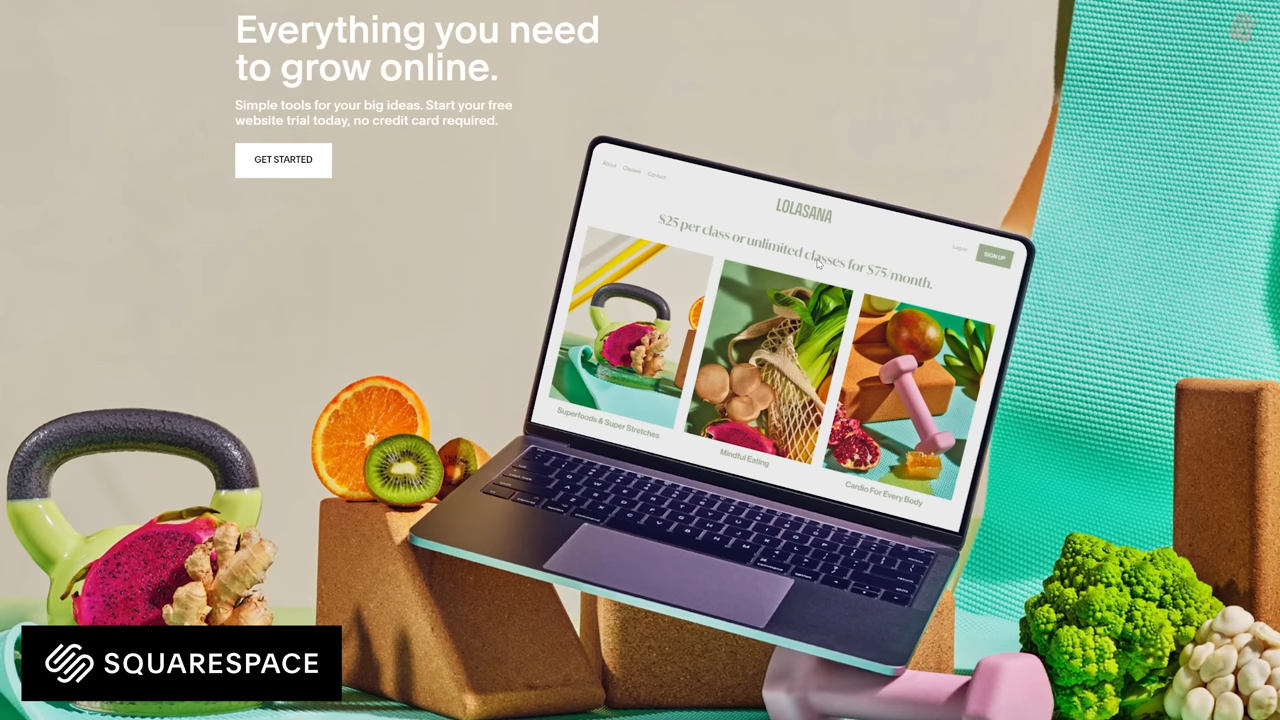 Everything you need
to grow online.
Simple tools for your big ideas. Start your free
website trial today, no credit card required.
GET STARTED
About Classes Contact
LOLASANA
Log In
SIGN UP
$25 per class or unlimited classes for $75/month.
Superfoods & Super Stretches
Mindful Eating
Cardio For Every Body
SQUARESPACE